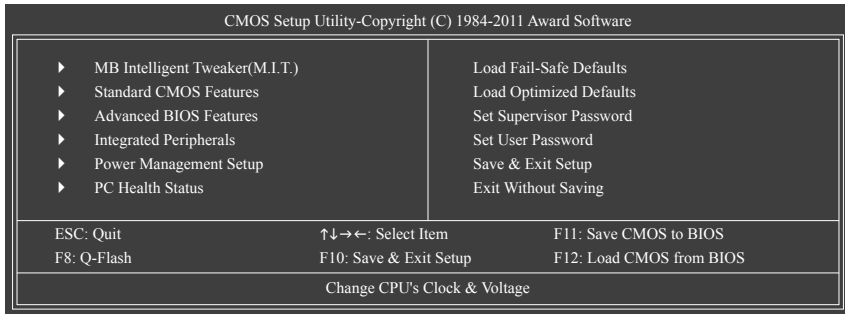 CMOS Setup Utility-Copyright (C) 1984-2011 Award Software
MB Intelligent Tweaker(M.I.T.)
Standard CMOS Features
Advanced BIOS Features
Integrated Peripherals
Power Management Setup
PC Health Status
Load Fail-Safe Defaults
Load Optimized Defaults
Set Supervisor Password
Set User Password
Save & Exit Setup
Exit Without Saving
ESC: Quit ↑↓→←: Select Item F11: Save CMOS to BIOS
F8: Q-Flash F10: Save & Exit Setup F12: Load CMOS from BIOS
Change CPU's Clock & Voltage